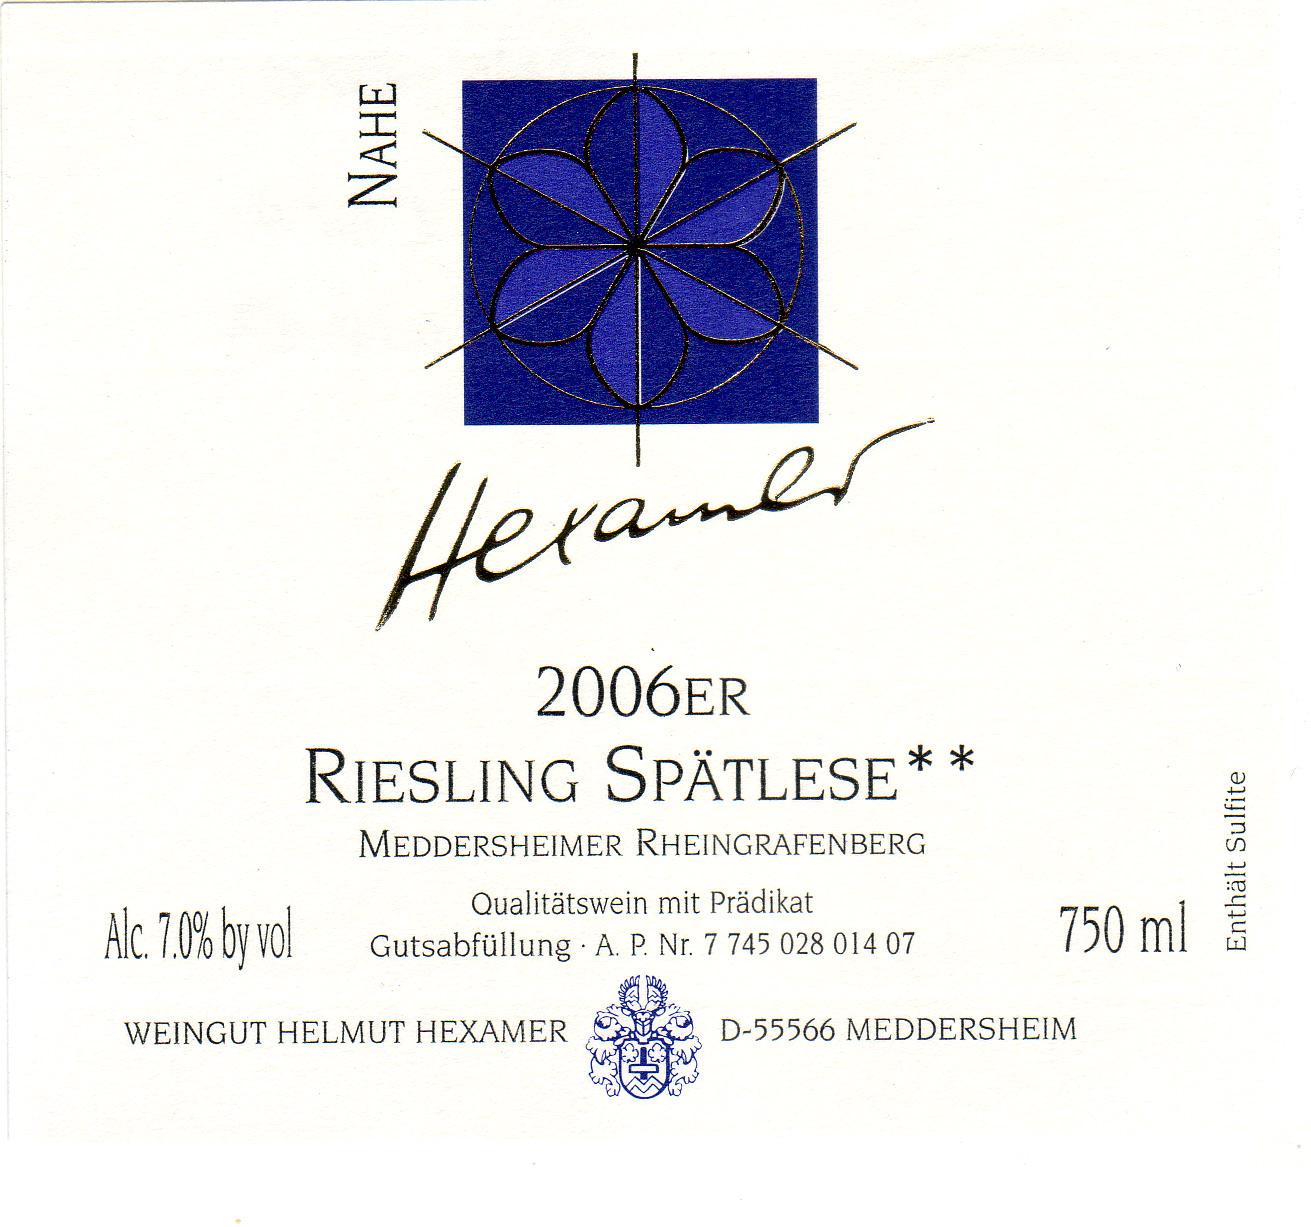 NAHE
Hexamer
2006ER
RIESLING SPÄTLESE**
MEDDERSHEIMER RHEINGRAFENBERG
Qualitätswein mit Prädikat
Alc. 7.0% by vol
Gutsabfüllung · A. P. Nr. 7 745 028 014 07
750 ml
Enthält Sulfite
WEINGUT HELMUT HEXAMER D-55566 MEDDERSHEIM